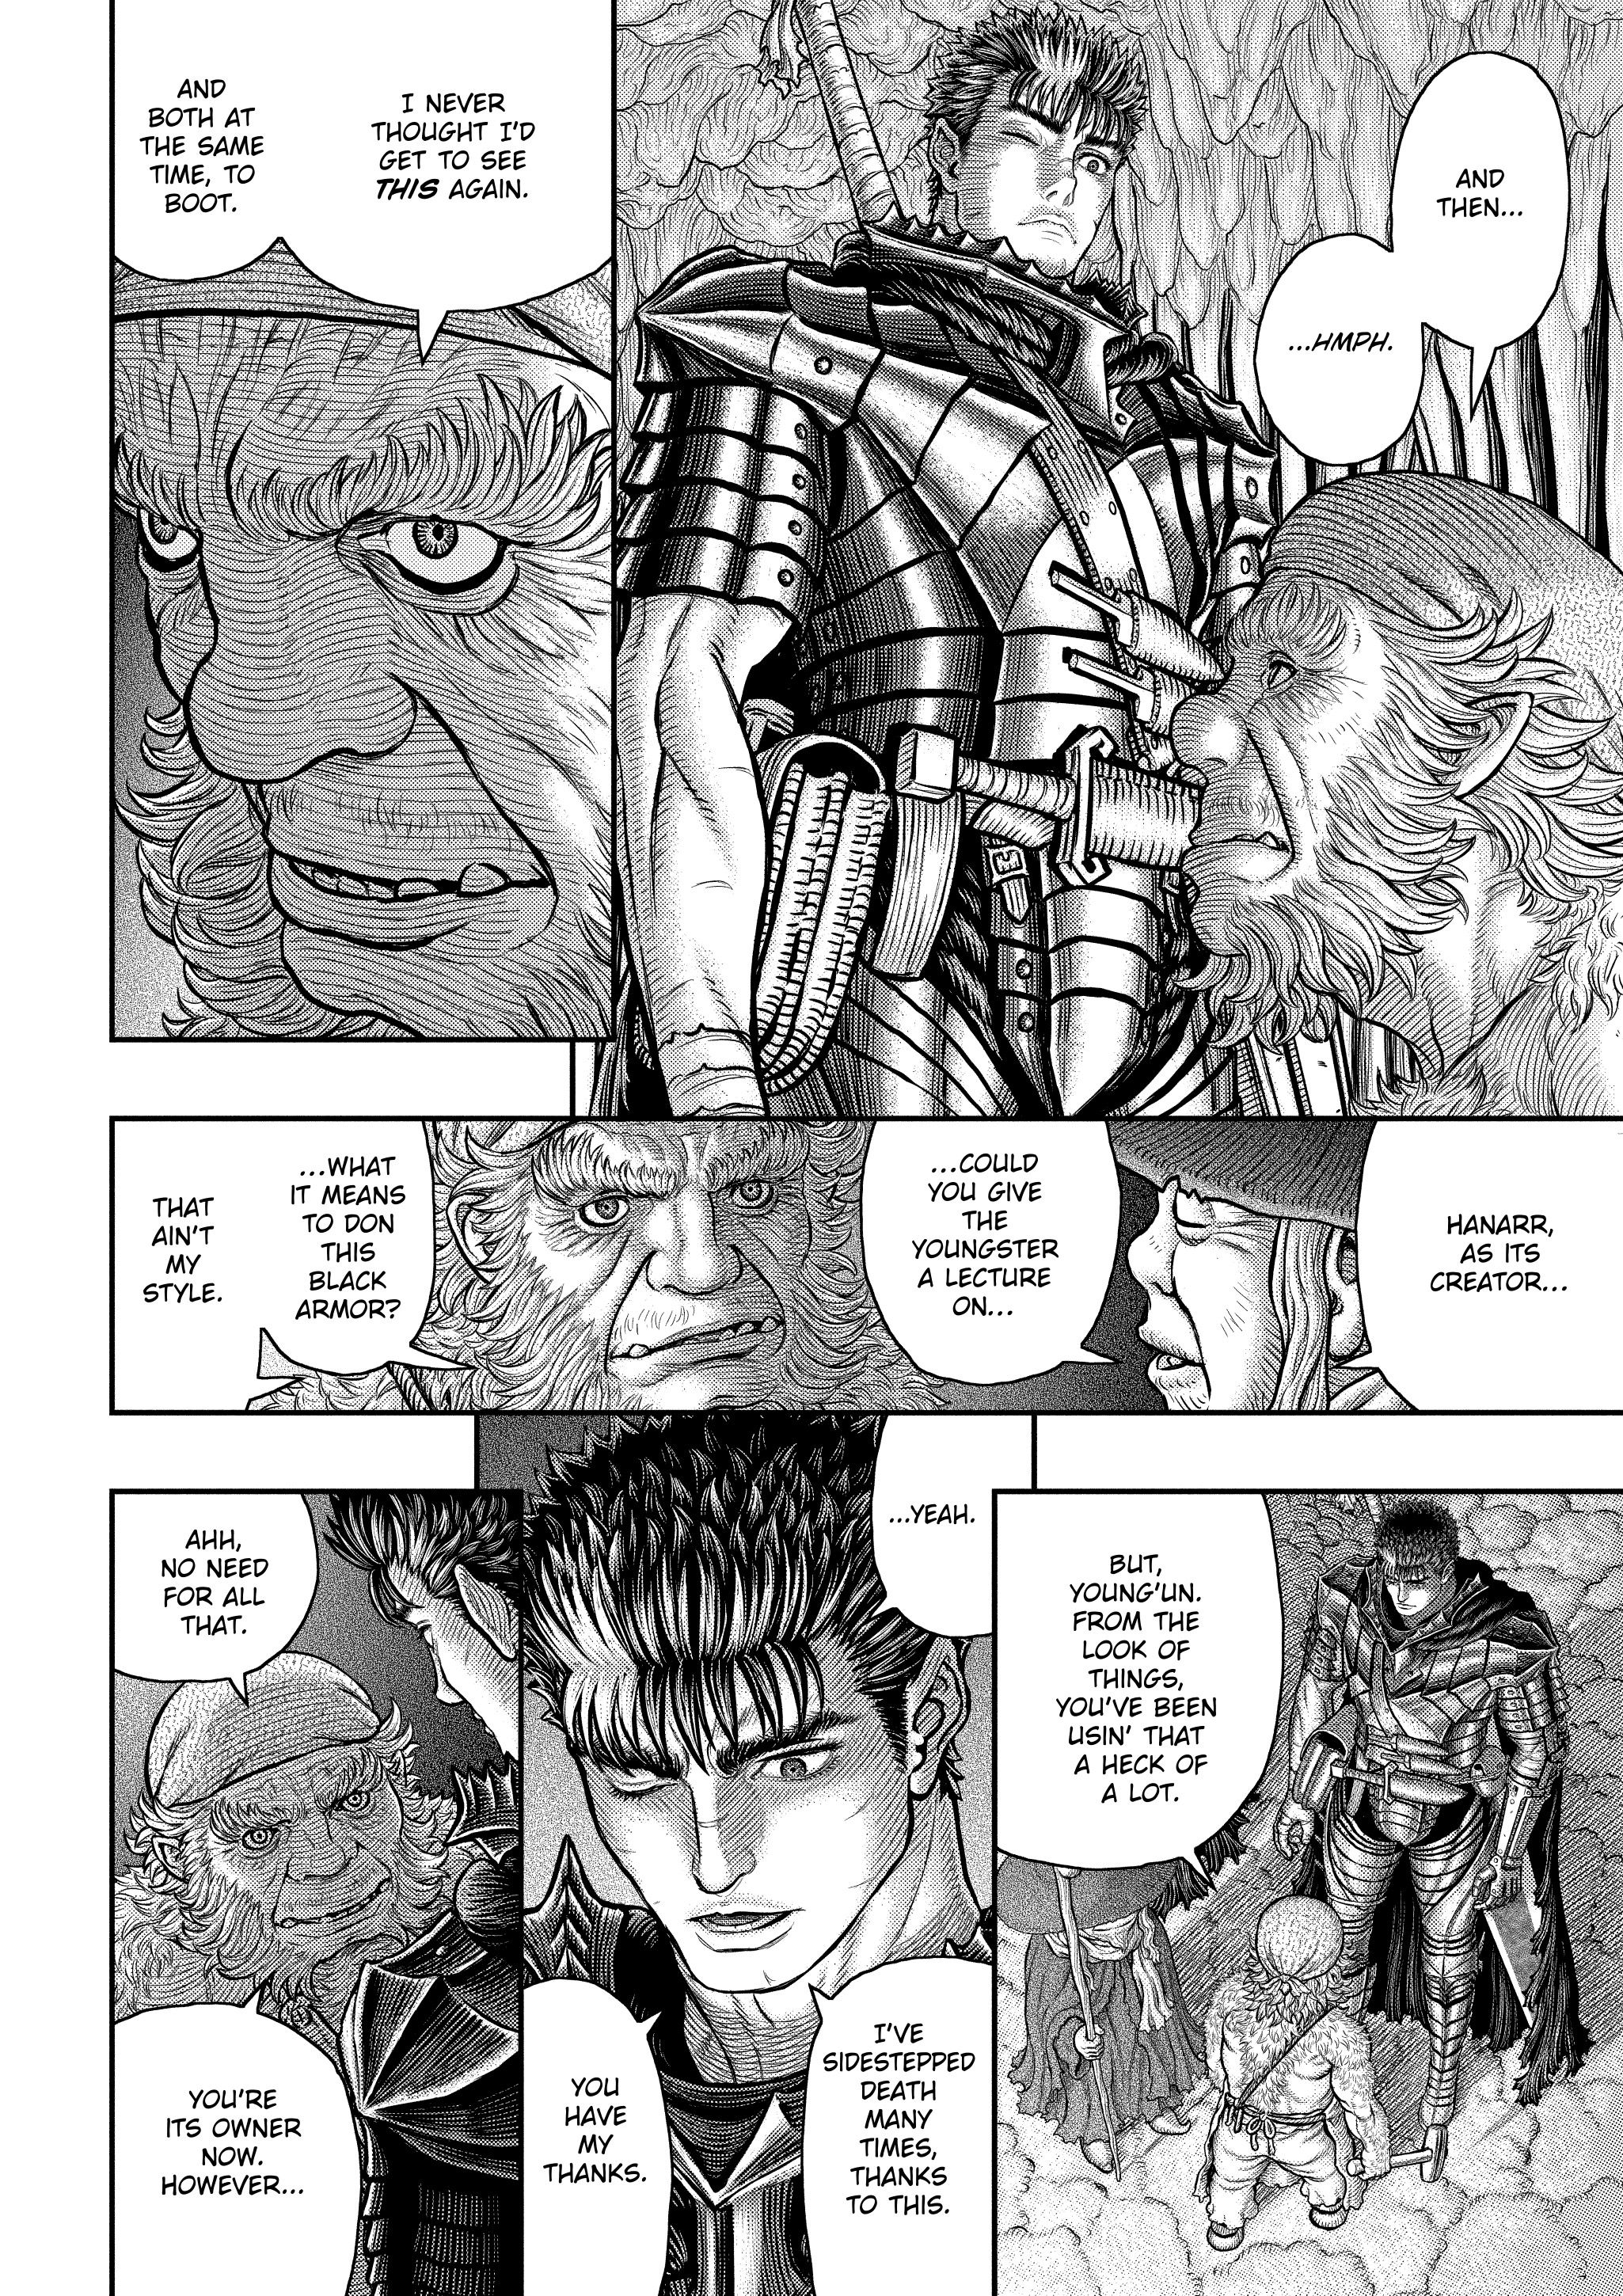 AND
THEN...
...HMPH.
I NEVER
THOUGHT I'D
GET TO SEE
THIS AGAIN.
AND
BOTH AT
THE SAME
TIME, TO
BOOT.
HANARR,
AS ITS
CREATOR...
...COULD
YOU GIVE
THE
YOUNGSTER
A LECTURE
ON...
...WHAT
IT MEANS
TO DON
THIS
BLACK
ARMOR?
THAT
AIN'T
MY
STYLE.
BUT,
YOUNG'UN.
FROM THE
LOOK OF
THINGS,
YOU'VE BEEN
USIN' THAT
A HECK OF
A LOT.
...YEAH.
I'VE
SIDESTEPPED
DEATH
MANY
TIMES,
THANKS
TO THIS.
YOU
HAVE
MY
THANKS.
AHH,
NO NEED
FOR ALL
THAT.
YOU'RE
ITS OWNER
NOW.
HOWEVER...